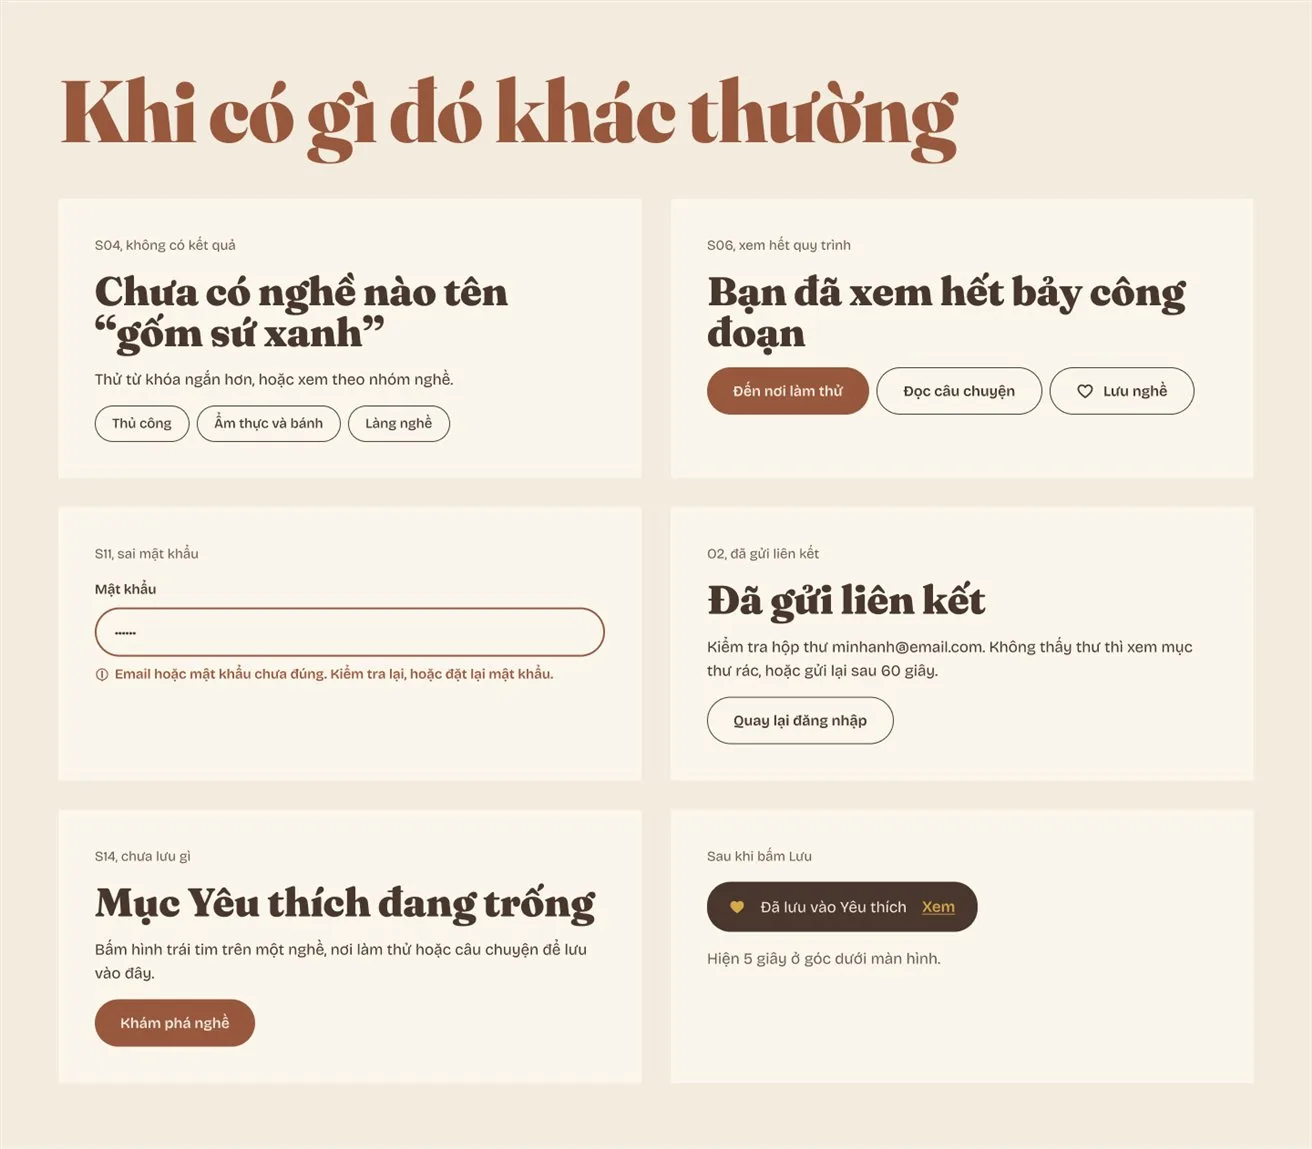 Khi có gì đó khác thường
S04, không có kết quả
Chưa có nghề nào tên
“gốm sứ xanh”
Thử từ khóa ngắn hơn, hoặc xem theo nhóm nghề.
Thủ công
Ẩm thực và bánh
Làng nghề
S06, xem hết quy trình
Bạn đã xem hết bảy công
đoạn
Đến nơi làm thử
Đọc câu chuyện
Lưu nghề
S11, sai mật khẩu
Mật khẩu
Email hoặc mật khẩu chưa đúng. Kiểm tra lại, hoặc đặt lại mật khẩu.
O2, đã gửi liên kết
Đã gửi liên kết
Kiểm tra hộp thư minhanh@email.com. Không thấy thư thì xem mục
thư rác, hoặc gửi lại sau 60 giây.
Quay lại đăng nhập
S14, chưa lưu gì
Mục Yêu thích đang trống
Bấm hình trái tim trên một nghề, nơi làm thử hoặc câu chuyện để lưu
vào đây.
Khám phá nghề
Sau khi bấm Lưu
Đã lưu vào Yêu thích Xem
Hiện 5 giây ở góc dưới màn hình.